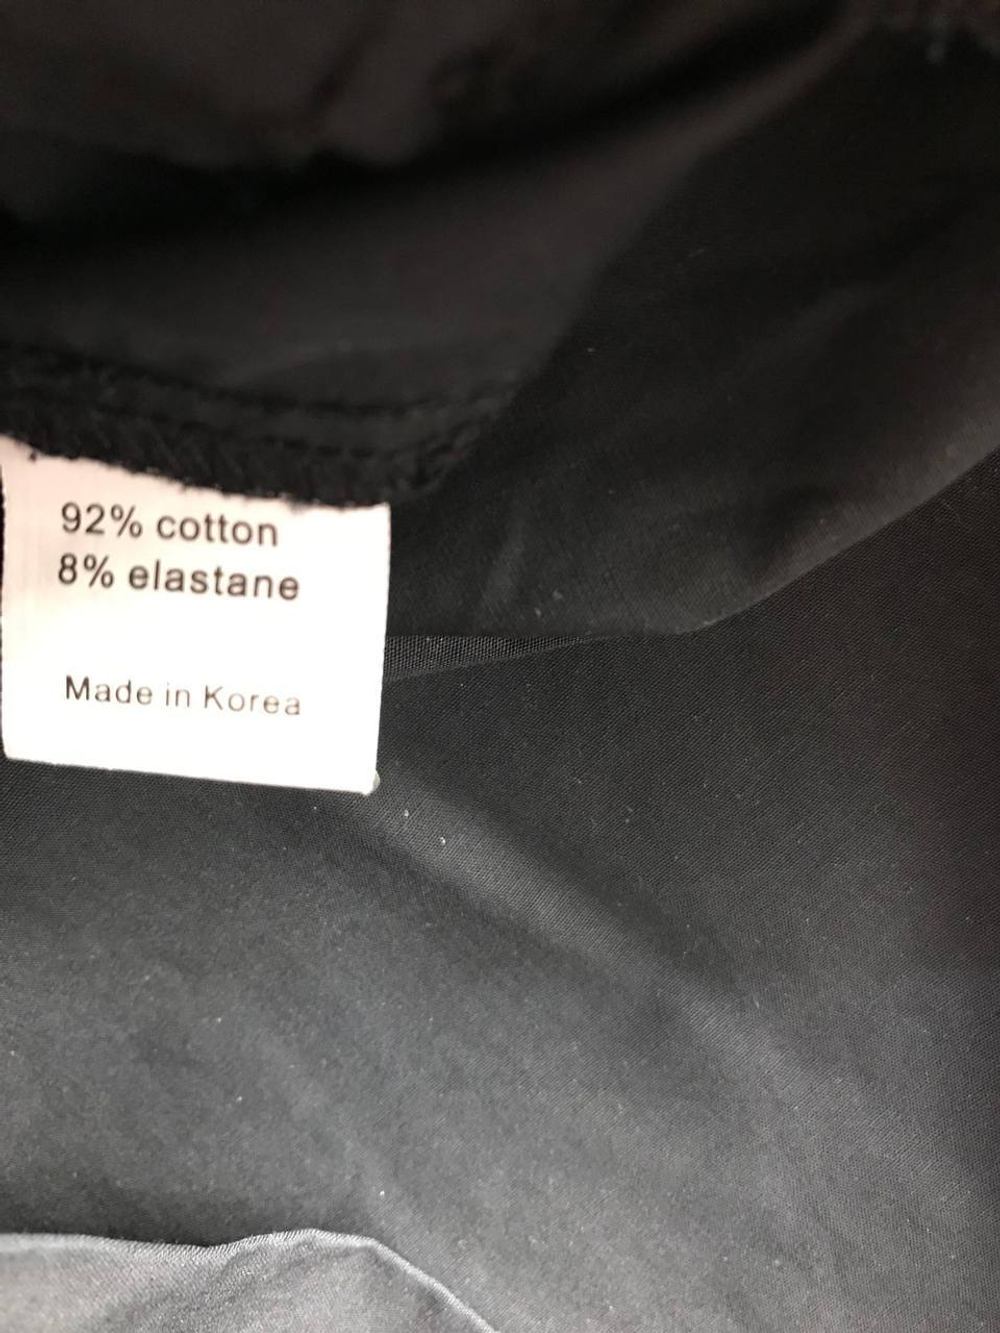 92% cotton
8% elastane
Made in Korea